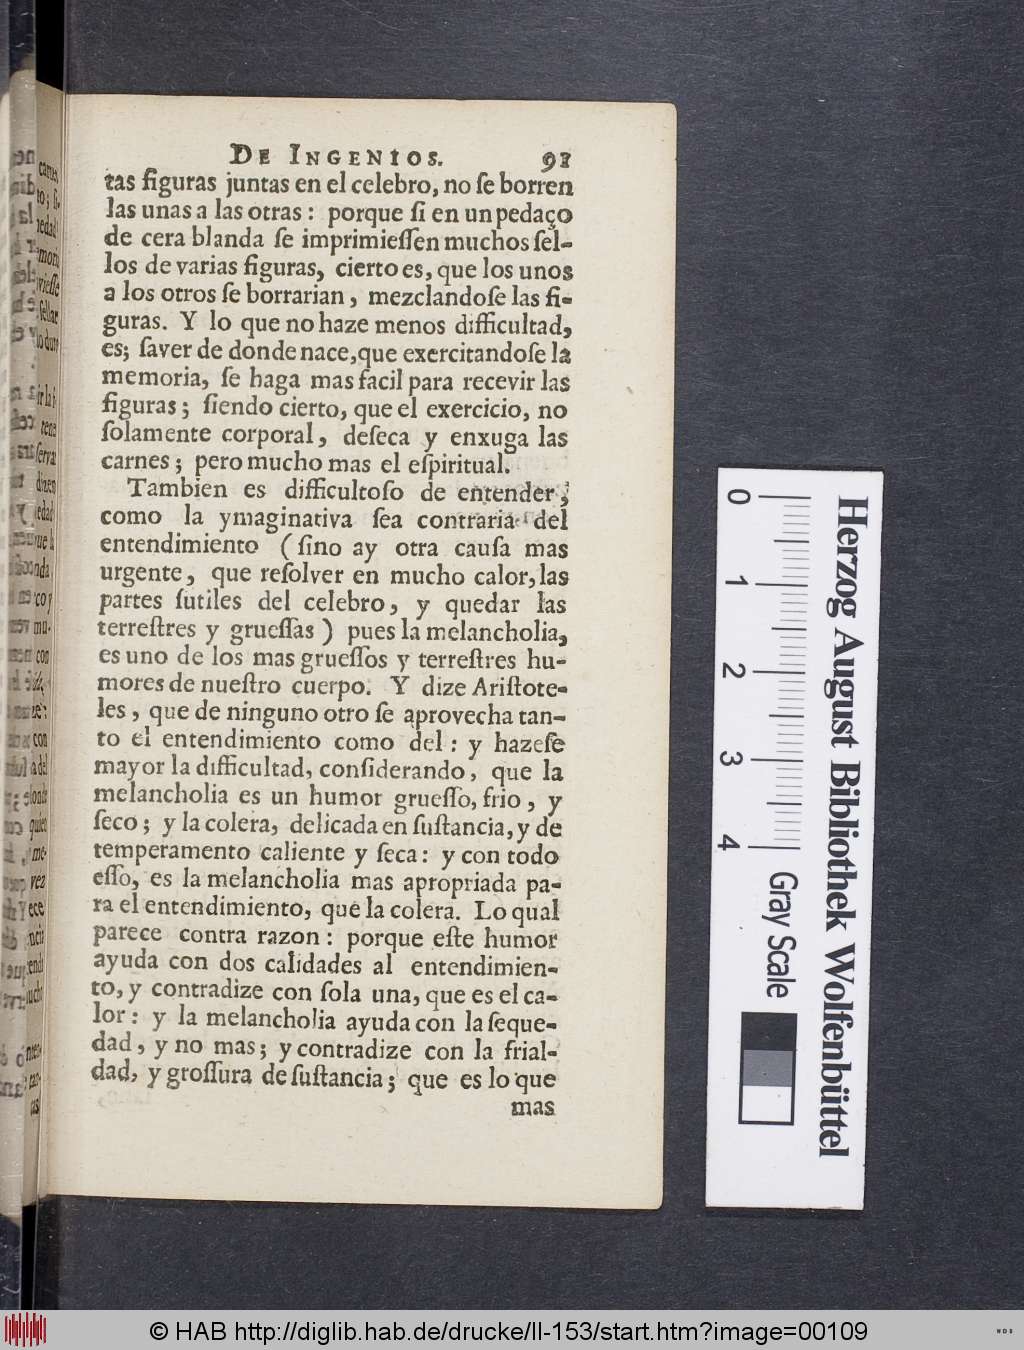 DE INGENIOS. 91
tas figuras juntas en el celebro, no ſe borren
las unas a las otras : porque ſi en un pedaço
de cera blanda ſe imprimieſſen muchos ſel-
los de varias figuras, cierto es, que los unos
a los otros ſe borrarian, mezclandoſe las fi-
guras. Y lo que no haze menos difficultad,
es; ſaver de donde nace, que exercitandoſe la
memoria, ſe haga mas facil para recevir las
figuras; ſiendo cierto, que el exercicio, no
ſolamente corporal, deſeca y enxuga las
carnes; pero mucho mas el eſpiritual.
Tambien es difficultoſo de entender,
como la ymaginativa ſea contraria del
entendimiento (ſino ay otra cauſa mas
urgente, que reſolver en mucho calor, las
partes ſutiles del celebro, y quedar las
terreſtres y grueſſas) pues la melancholia,
es uno de los mas grueſſos y terreſtres hu-
mores de nueſtro cuerpo. Y dize Ariſtote-
les, que de ninguno otro ſe aprovecha tan-
to el entendimiento como del : y hazeſe
mayor la difficultad, conſiderando, que la
melancholia es un humor grueſſo, frio, y
ſeco; y la colera, delicada en ſuſtancia, y de
temperamento caliente y ſeca: y con todo
eſſo, es la melancholia mas apropriada pa-
ra el entendimiento, que la colera. Lo qual
parece contra razon: porque eſte humor
ayuda con dos calidades al entendimien-
to, y contradize con ſola una, que es el ca-
lor: y la melancholia ayuda con la ſeque-
dad, y no mas; y contradize con la frial-
dad, y groſſura de ſuſtancia; que es lo que
mas
0 1 2 3 4
Gray Scale
Herzog August Bibliothek Wolfenbüttel
© HAB http://diglib.hab.de/drucke/ll-153/start.htm?image=00109